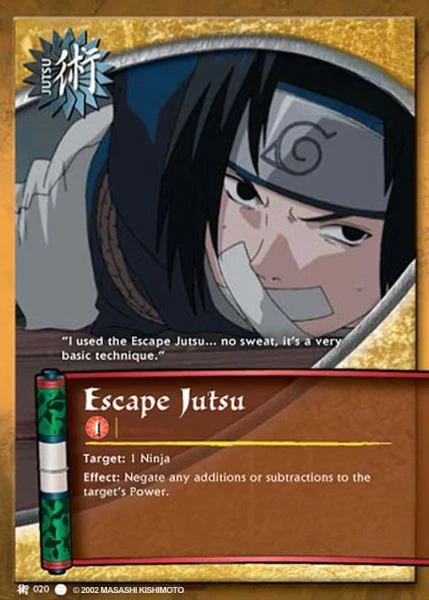 JUTSU 術
"I used the Escape Jutsu... no sweat, it's a very
basic technique."
Escape Jutsu
1
Target: 1 Ninja
Effect: Negate any additions or subtractions to the
target's Power.
術 020 © 2002 MASASHI KISHIMOTO